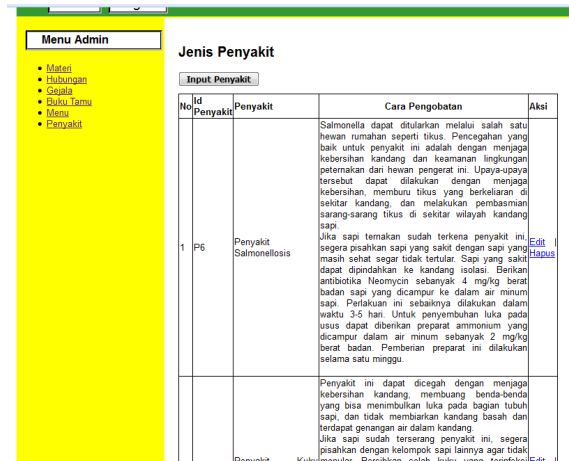 Menu Admin
Materi
Hubungan
Gejala
Buku Tamu
Menu
Penyakit
Jenis Penyakit
Input Penyakit
No Id Penyakit Penyakit Cara Pengobatan Aksi
1 P6 Penyakit Salmonellosis
Salmonella dapat ditularkan melalui salah satu
hewan rumahan seperti tikus. Pencegahan yang
baik untuk penyakit ini adalah dengan menjaga
kebersihan kandang dan keamanan lingkungan
peternakan dari hewan pengerat ini. Upaya-upaya
tersebut dapat dilakukan dengan menjaga
kebersihan, memburu tikus yang berkeliaran di
sekitar kandang, dan melakukan pembasmian
sarang-sarang tikus di sekitar wilayah kandang
sapi.
Jika sapi ternakan sudah terkena penyakit ini,
segera pisahkan sapi yang sakit dengan sapi yang
masih sehat segar tidak tertular. Sapi yang sakit
dapat dipindahkan ke kandang isolasi. Berikan
antibiotika Neomycin sebanyak 4 mg/kg berat
badan sapi yang dicampur ke dalam air minum
sapi. Perlakuan ini sebaiknya dilakukan dalam
waktu 3-5 hari. Untuk penyembuhan luka pada
usus dapat diberikan preparat ammonium yang
dicampur dalam air minum sebanyak 2 mg/kg
berat badan. Pemberian preparat ini dilakukan
selama satu minggu.
Edit |
Hapus
Penyakit ini dapat dicegah dengan menjaga
kebersihan kandang, membuang benda-benda
yang bisa menimbulkan luka pada bagian tubuh
sapi, dan tidak membiarkan kandang basah dan
terdapat genangan air dalam kandang.
Jika sapi sudah terserang penyakit ini, segera
pisahkan dengan kelompok sapi lainnya agar tidak
Penyakit Kuku menular. Bersihkan celah kuku yang terinfeksi Edit |